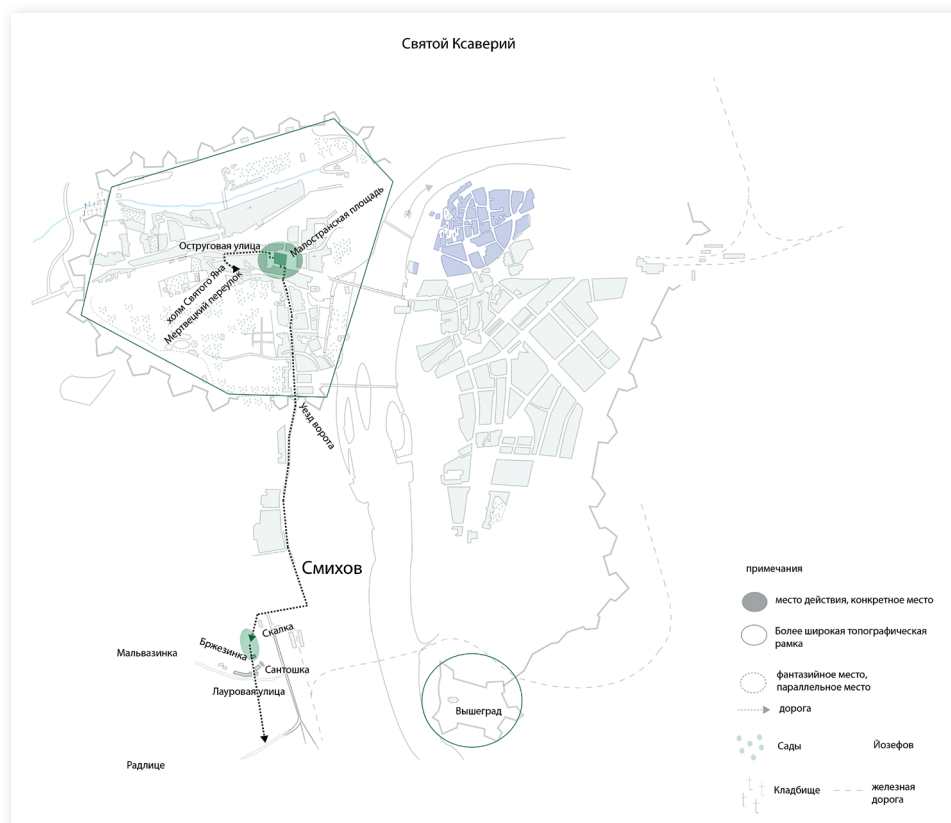 Святой Ксаверий
Малостранская площадь
Оструговая улица
холм Святого Яна
Мертвецкий переулок
Уезд ворота
Смихов
Скалка
Бржезинка
Мальвазинка
Сантошка
Лауровая улица
Вышеград
Радлице
примечания
место действия, конкретное место
Более широкая топографическая
рамка
фантазийное место,
параллельное место
дорога
Сады
Йозефов
Кладбище
железная
дорога